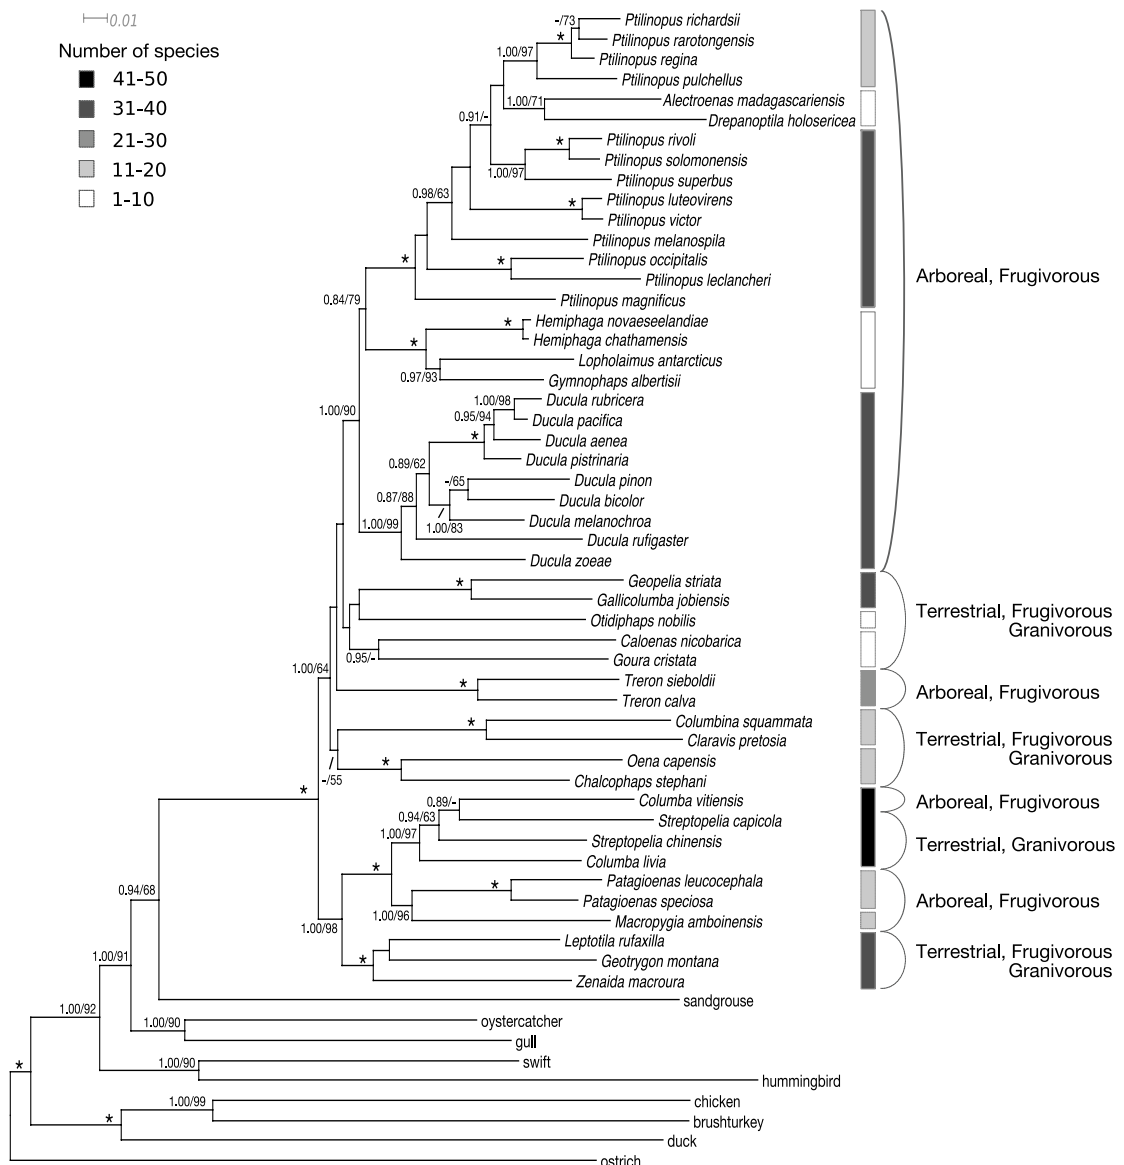 0.01
Number of species
41-50
31-40
21-30
11-20
1-10
-/73
Ptilinopus richardsii
*
Ptilinopus rarotongensis
1.00/97
Ptilinopus regina
Ptilinopus pulchellus
1.00/71
Alectroenas madagascariensis
0.91/-
Drepanoptila holosericea
*
Ptilinopus rivoli
Ptilinopus solomonensis
1.00/97
Ptilinopus superbus
0.98/63
*
Ptilinopus luteovirens
Ptilinopus victor
Ptilinopus melanospila
*
*
Ptilinopus occipitalis
Ptilinopus leclancheri
Arboreal, Frugivorous
0.84/79
Ptilinopus magnificus
*
Hemiphaga novaeseelandiae
*
Hemiphaga chathamensis
Lopholaimus antarcticus
0.97/93
Gymnophaps albertisii
1.00/98
Ducula rubricera
1.00/90
0.95/94
Ducula pacifica
*
Ducula aenea
0.89/62
Ducula pistrinaria
-/65
Ducula pinon
0.87/88
Ducula bicolor
1.00/99
1.00/83
Ducula melanochroa
Ducula rufigaster
Ducula zoeae
*
Geopelia striata
Gallicolumba jobiensis
Otidiphaps nobilis
Terrestrial, Frugivorous
Granivorous
Caloenas nicobarica
0.95/-
Goura cristata
1.00/64
*
Treron sieboldii
Treron calva
Arboreal, Frugivorous
*
Columbina squammata
Claravis pretosia
Terrestrial, Frugivorous
Granivorous
*
Oena capensis
-/55
Chalcophaps stephani
*
0.89/-
Columba vitiensis
Arboreal, Frugivorous
0.94/63
Streptopelia capicola
1.00/97
Streptopelia chinensis
Terrestrial, Granivorous
*
Columba livia
*
Patagioenas leucocephala
0.94/68
Patagioenas speciosa
Arboreal, Frugivorous
1.00/98
1.00/96
Macropygia amboinensis
Leptotila rufaxilla
1.00/91
*
Geotrygon montana
Terrestrial, Frugivorous
Granivorous
Zenaida macroura
sandgrouse
1.00/92
1.00/90
oystercatcher
gull
*
1.00/90
swift
hummingbird
1.00/99
chicken
*
brushturkey
duck
ostrich